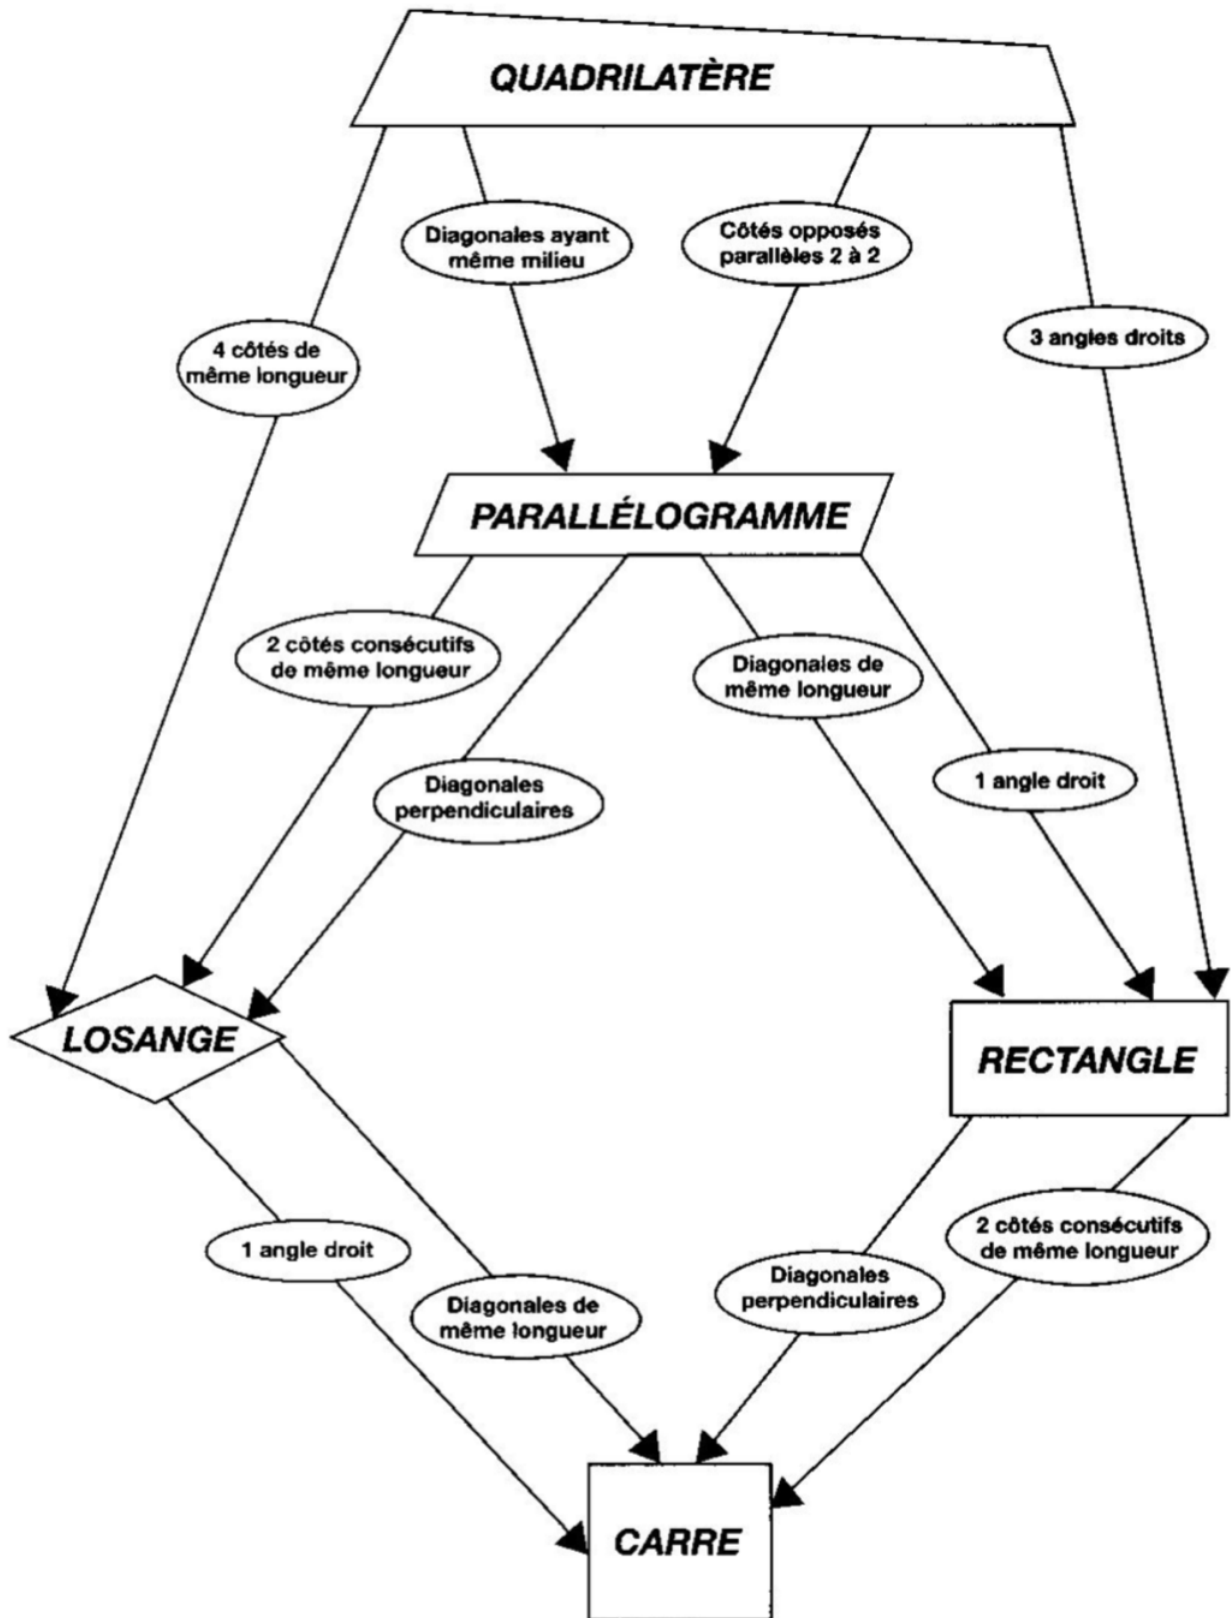 QUADRILATÈRE
Diagonales ayant
même milieu
Côtés opposés
parallèles 2 à 2
4 côtés de
même longueur
3 angles droits
PARALLÉLOGRAMME
2 côtés consécutifs
de même longueur
Diagonales de
même longueur
Diagonales
perpendiculaires
1 angle droit
LOSANGE
RECTANGLE
1 angle droit
2 côtés consécutifs
de même longueur
Diagonales de
même longueur
Diagonales
perpendiculaires
CARRE